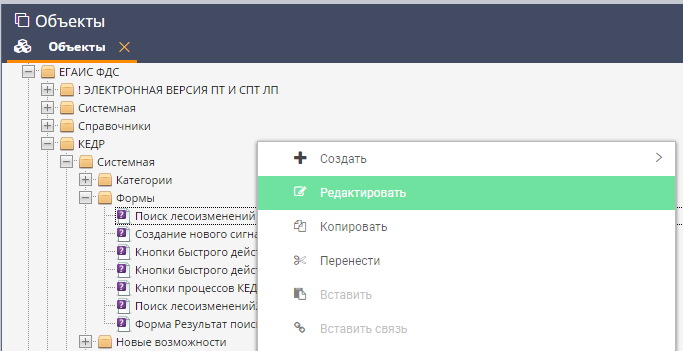 Объекты
Объекты
ЕГАИС ФДС
! ЭЛЕКТРОННАЯ ВЕРСИЯ ПТ И СПТ ЛП
Системная
Справочники
КЕДР
Системная
Категории
Формы
Поиск лесоизменений
Создание нового сигна
Кнопки быстрого дейс
Кнопки быстрого дейс
Кнопки процессов КЕД
Поиск лесоизменений.
Форма Результат поис
Новые возможности
Создать
Редактировать
Копировать
Перенести
Вставить
Вставить связь